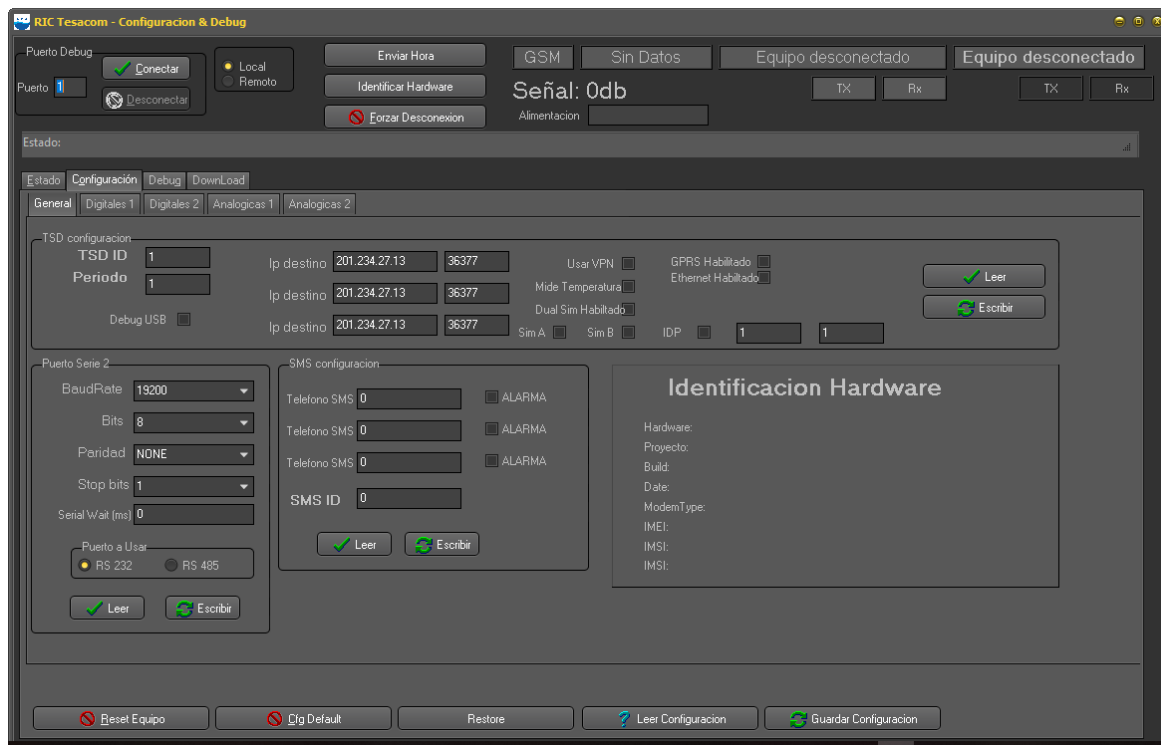 RIC Tesacom - Configuracion & Debug
Puerto Debug
Puerto 1
Conectar
Desconectar
Local
Remoto
Enviar Hora
Identificar Hardware
Forzar Desconexion
GSM
Sin Datos
Equipo desconectado
Equipo desconectado
Señal: 0db
TX
Rx
TX
Rx
Alimentacion
Estado:
Estado
Configuración
Debug
DownLoad
General
Digitales 1
Digitales 2
Analogicas 1
Analogicas 2
TSD configuracion
TSD ID 1
Periodo 1
Debug USB
Ip destino 201.234.27.13 36377
Ip destino 201.234.27.13 36377
Ip destino 201.234.27.13 36377
Usar VPN
Mide Temperatura
Dual Sim Habiltado
Sim A
Sim B
GPRS Habilitado
Ethernet Habiltado
IDP
1
1
Leer
Escribir
Puerto Serie 2
BaudRate 19200
Bits 8
Paridad NONE
Stop bits 1
Serial Wait (ms) 0
Puerto a Usar
RS 232
RS 485
Leer
Escribir
SMS configuracion
Telefono SMS 0 ALARMA
Telefono SMS 0 ALARMA
Telefono SMS 0 ALARMA
SMS ID 0
Leer
Escribir
Identificacion Hardware
Hardware:
Proyecto:
Build:
Date:
ModemType:
IMEI:
IMSI:
IMSI:
Reset Equipo
Cfg Default
Restore
Leer Configuracion
Guardar Configuracion